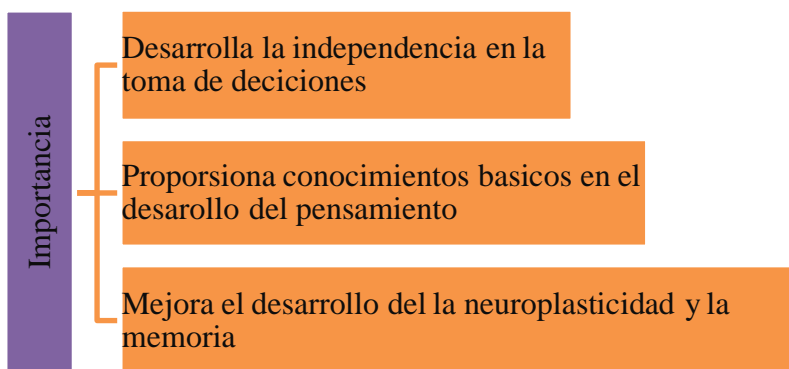 Importancia
Desarrolla la independencia en la
toma de deciciones
Proporsiona conocimientos basicos en el
desarollo del pensamiento
Mejora el desarrollo del la neuroplasticidad y la
memoria